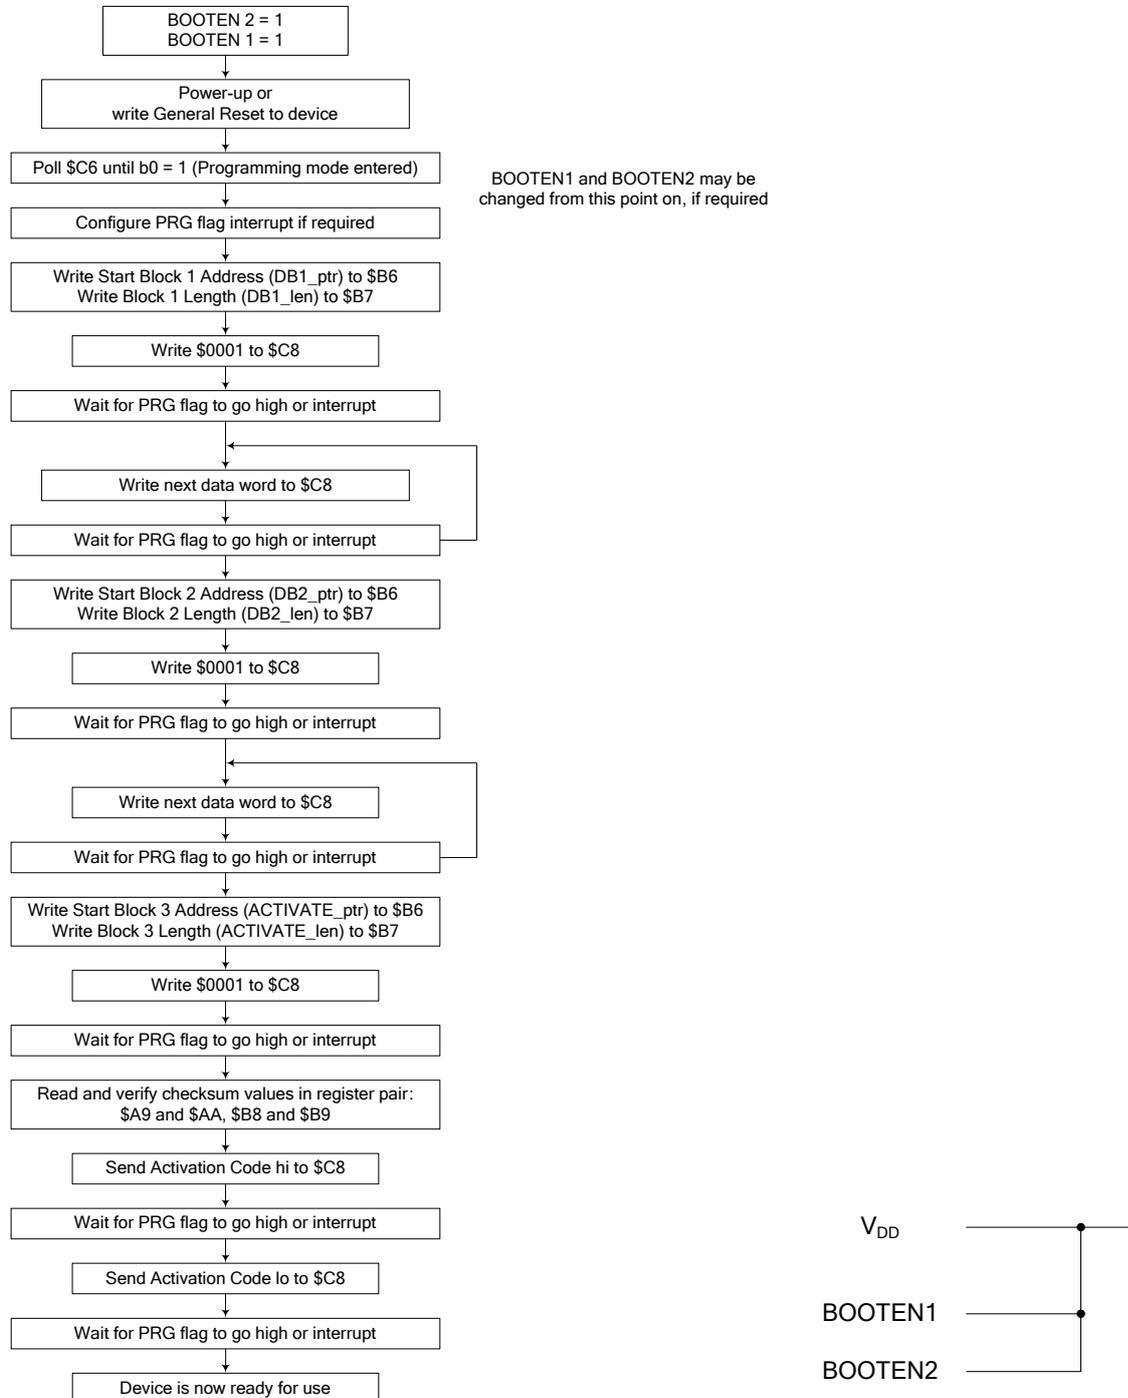 BOOTEN 2 = 1
BOOTEN 1 = 1
Power-up or
write General Reset to device
Poll $C6 until b0 = 1 (Programming mode entered)
BOOTEN1 and BOOTEN2 may be
changed from this point on, if required
Configure PRG flag interrupt if required
Write Start Block 1 Address (DB1_ptr) to $B6
Write Block 1 Length (DB1_len) to $B7
Write $0001 to $C8
Wait for PRG flag to go high or interrupt
Write next data word to $C8
Wait for PRG flag to go high or interrupt
Write Start Block 2 Address (DB2_ptr) to $B6
Write Block 2 Length (DB2_len) to $B7
Write $0001 to $C8
Wait for PRG flag to go high or interrupt
Write next data word to $C8
Wait for PRG flag to go high or interrupt
Write Start Block 3 Address (ACTIVATE_ptr) to $B6
Write Block 3 Length (ACTIVATE_len) to $B7
Write $0001 to $C8
Wait for PRG flag to go high or interrupt
Read and verify checksum values in register pair:
$A9 and $AA, $B8 and $B9
Send Activation Code hi to $C8
Wait for PRG flag to go high or interrupt
Send Activation Code lo to $C8
Wait for PRG flag to go high or interrupt
Device is now ready for use
VDD
BOOTEN1
BOOTEN2